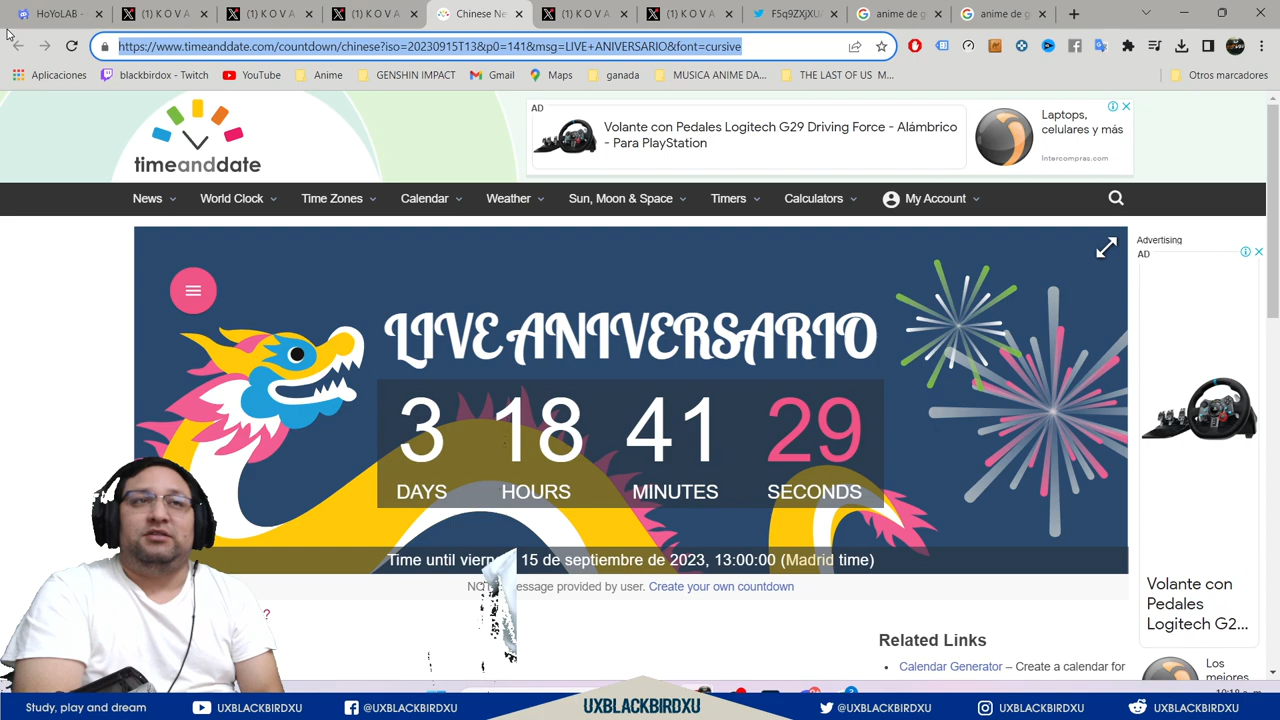 HoYoLAB -
(1) K O V A
(1) K O V A
(1) K O V A
Chinese Ne
(1) K O V A
(1) K O V A
F5q9ZXjXUA
anime de g
anime de g
https://www.timeanddate.com/countdown/chinese?iso=20230915T13&p0=141&msg=LIVE+ANIVERSARIO&font=cursive
Aplicaciones
blackbirdox - Twitch
YouTube
Anime
GENSHIN IMPACT
Gmail
Maps
ganada
MUSICA ANIME DA...
THE LAST OF US M...
Otros marcadores
timeanddate
AD
Volante con Pedales Logitech G29 Driving Force - Alámbrico
- Para PlayStation
Laptops,
celulares y más
Intercompras.com
News
World Clock
Time Zones
Calendar
Weather
Sun, Moon & Space
Timers
Calculators
My Account
LIVE ANIVERSARIO
3 18 41 29
DAYS HOURS MINUTES SECONDS
Time until viern 15 de septiembre de 2023, 13:00:00 (Madrid time)
essage provided by user. Create your own countdown
?
Advertising
AD
Volante con
Pedales
Logitech G2...
Los
mejores
Related Links
Calendar Generator – Create a calendar for
Study, play and dream
UXBLACKBIRDXU
@UXBLACKBIRDXU
UXBLACKBIRDXU
@UXBLACKBIRDXU
UXBLACKBIRDXU
UXBLACKBIRDXU